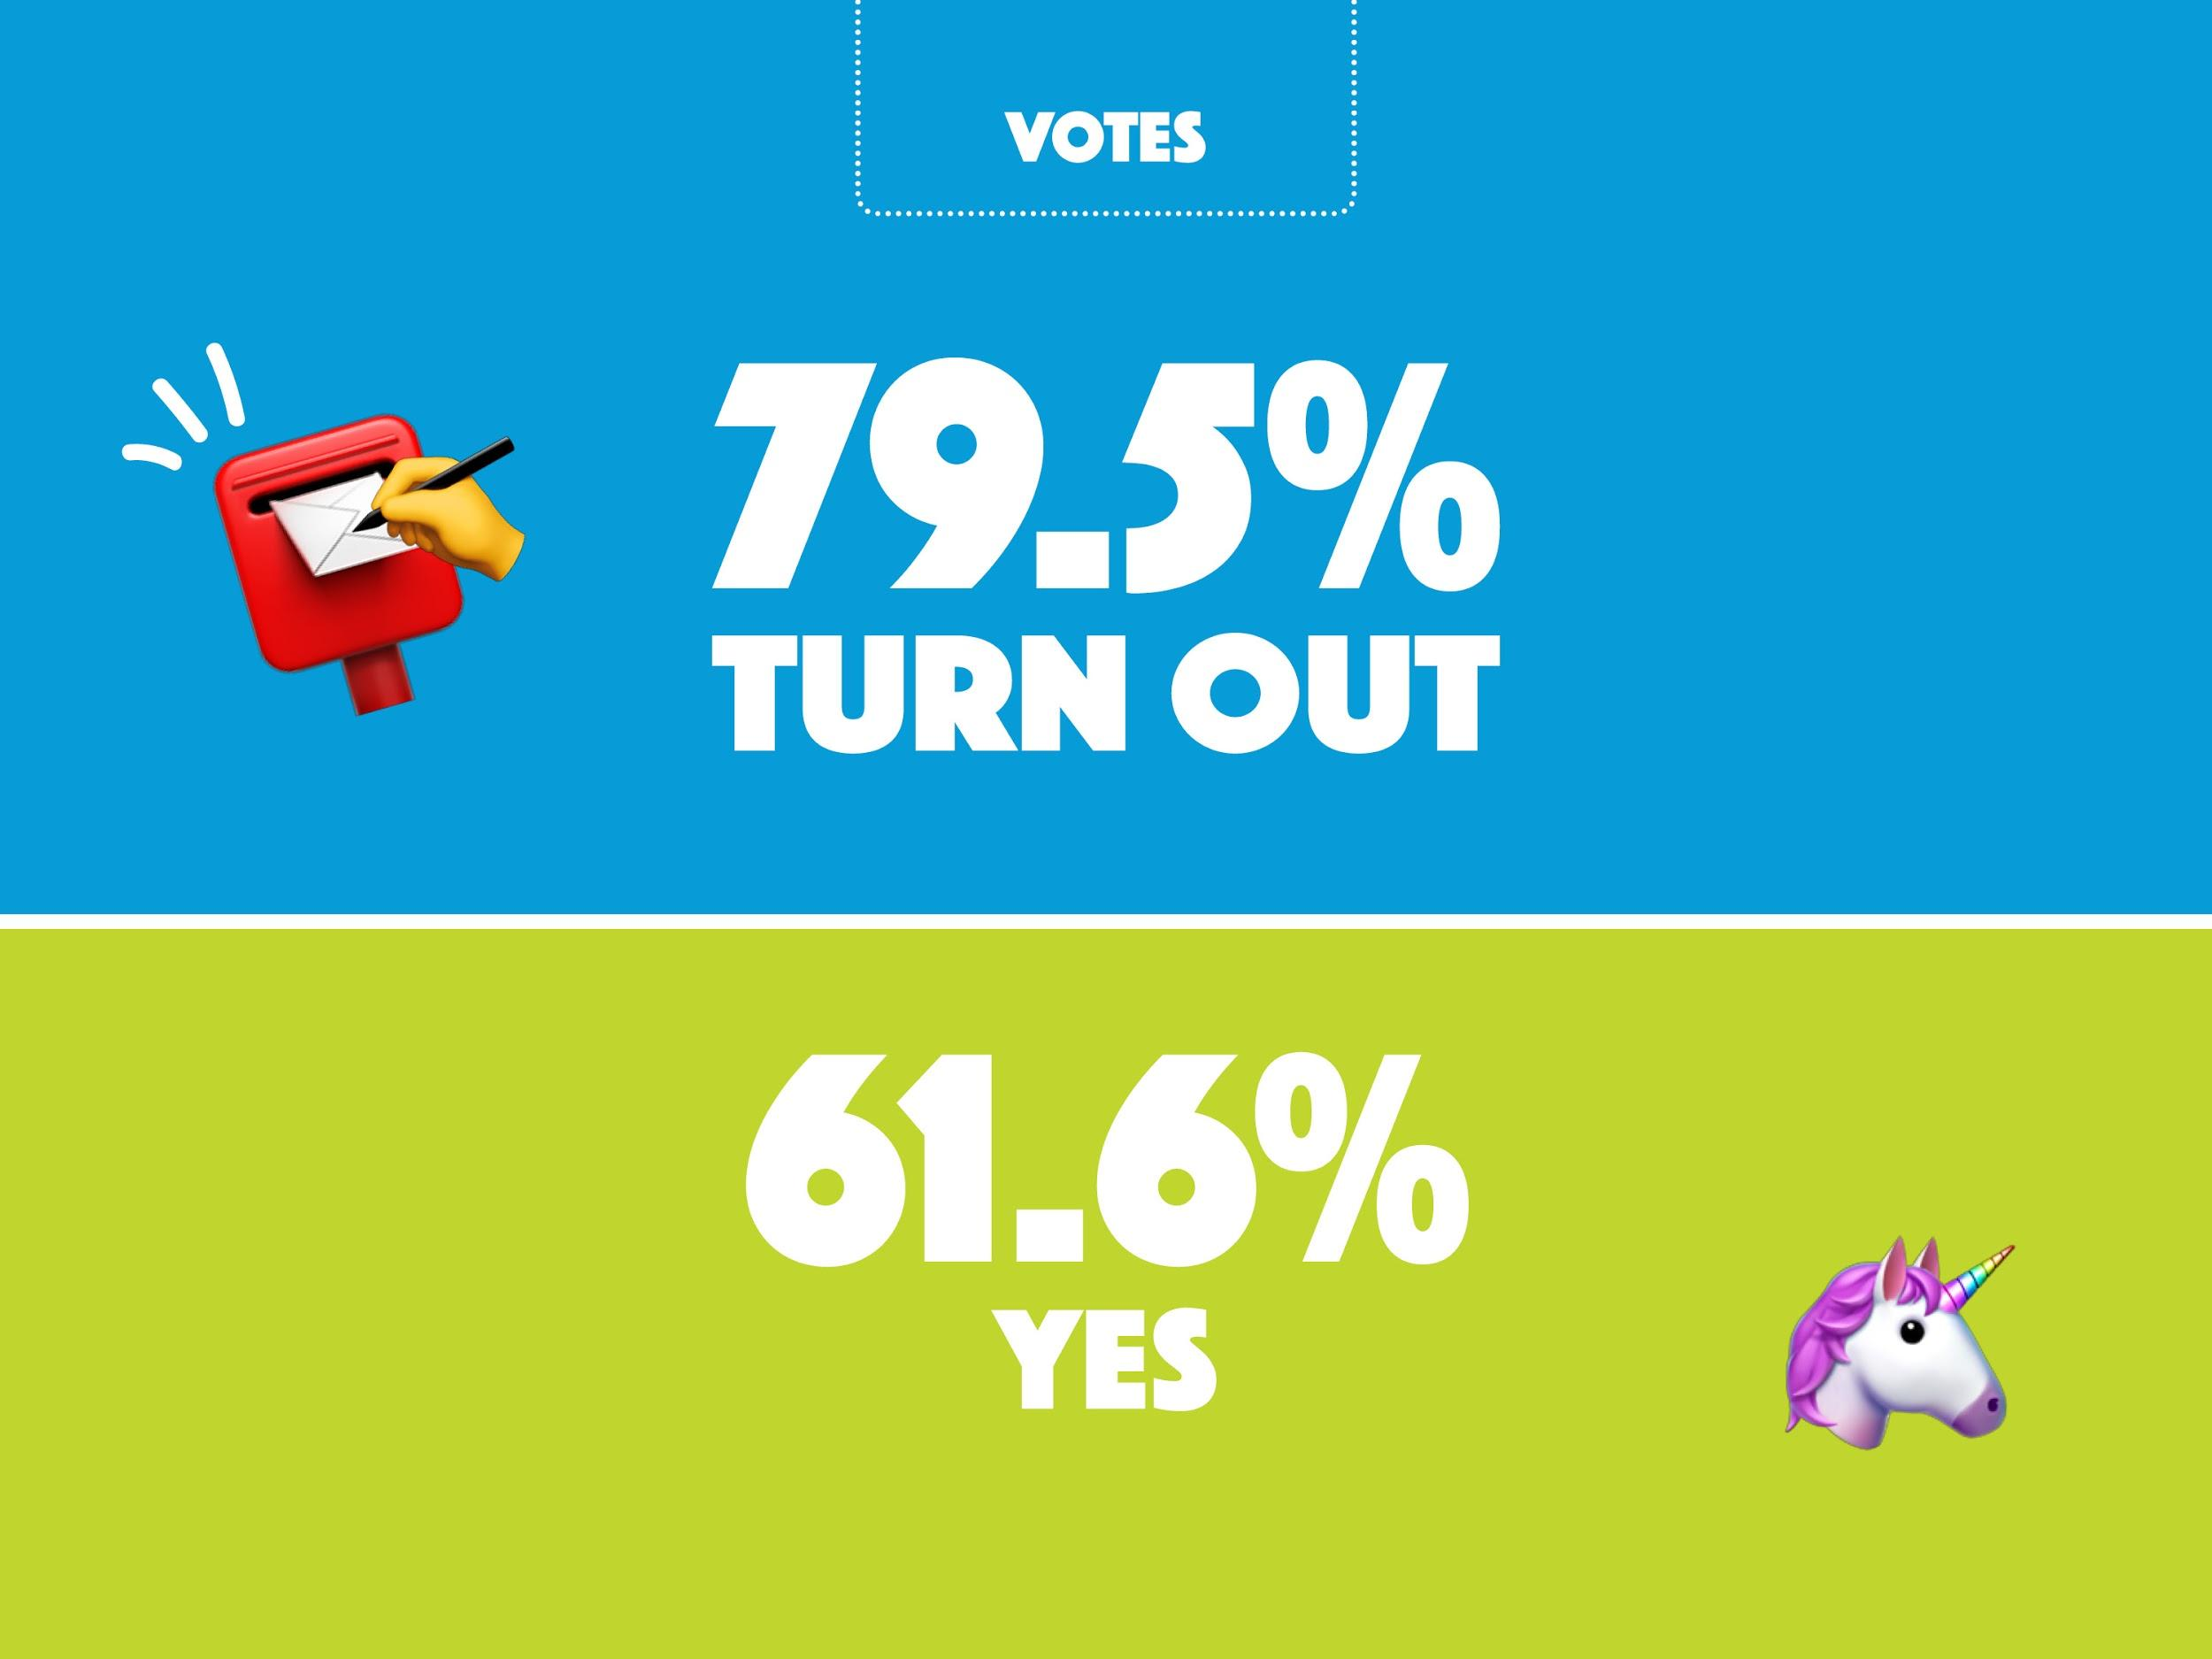 VOTES
79.5%
TURN OUT
61.6%
YES